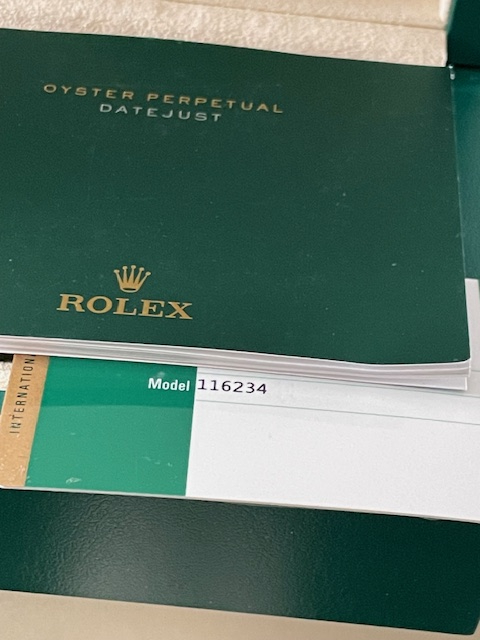 OYSTER PERPETUAL
DATEJUST
ROLEX
INTERNATION
Model 116234